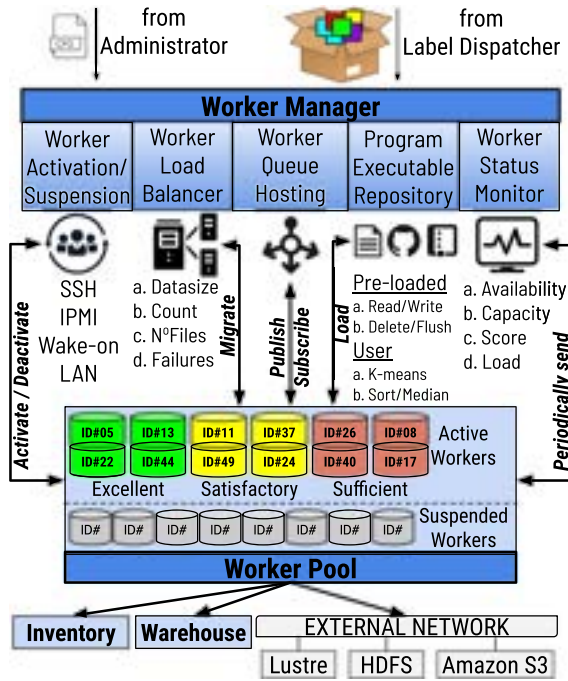 from
Administrator
from
Label Dispatcher
Worker Manager
Worker
Activation/
Suspension
Worker
Load
Balancer
Worker
Queue
Hosting
Program
Executable
Repository
Worker
Status
Monitor
SSH
IPMI
Wake-on
LAN
a. Datasize
b. Count
c. NºFiles
d. Failures
Pre-loaded
a. Read/Write
b. Delete/Flush
User
a. K-means
b. Sort/Median
a. Availability
b. Capacity
c. Score
d. Load
Activate / Deactivate
Migrate
Publish
Subscribe
Load
Periodically send
ID#05 ID#13 ID#11 ID#37 ID#26 ID#08
ID#22 ID#44 ID#49 ID#24 ID#40 ID#17
Active
Workers
Excellent Satisfactory Sufficient
ID# ID# ID# ID# ID# ID# ID# ID#
Suspended
Workers
Worker Pool
Inventory
Warehouse
EXTERNAL NETWORK
Lustre
HDFS
Amazon S3